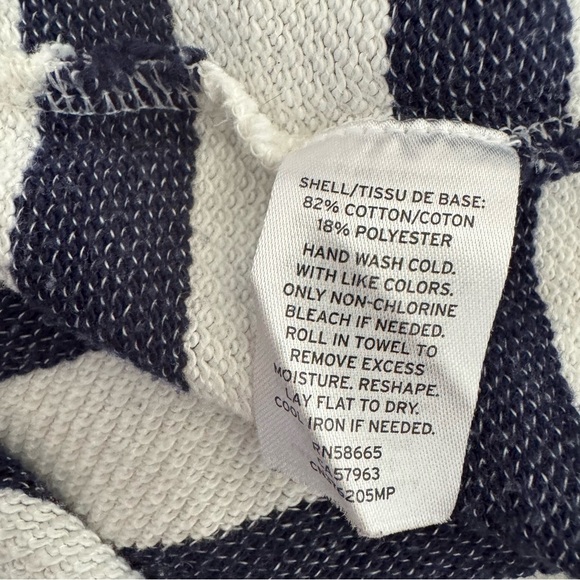 SHELL/TISSU DE BASE:
82% COTTON/COTON
18% POLYESTER
HAND WASH COLD.
WITH LIKE COLORS.
ONLY NON-CHLORINE
BLEACH IF NEEDED.
ROLL IN TOWEL TO
REMOVE EXCESS
MOISTURE. RESHAPE.
LAY FLAT TO DRY.
COOL IRON IF NEEDED.
RN58665
CA57963